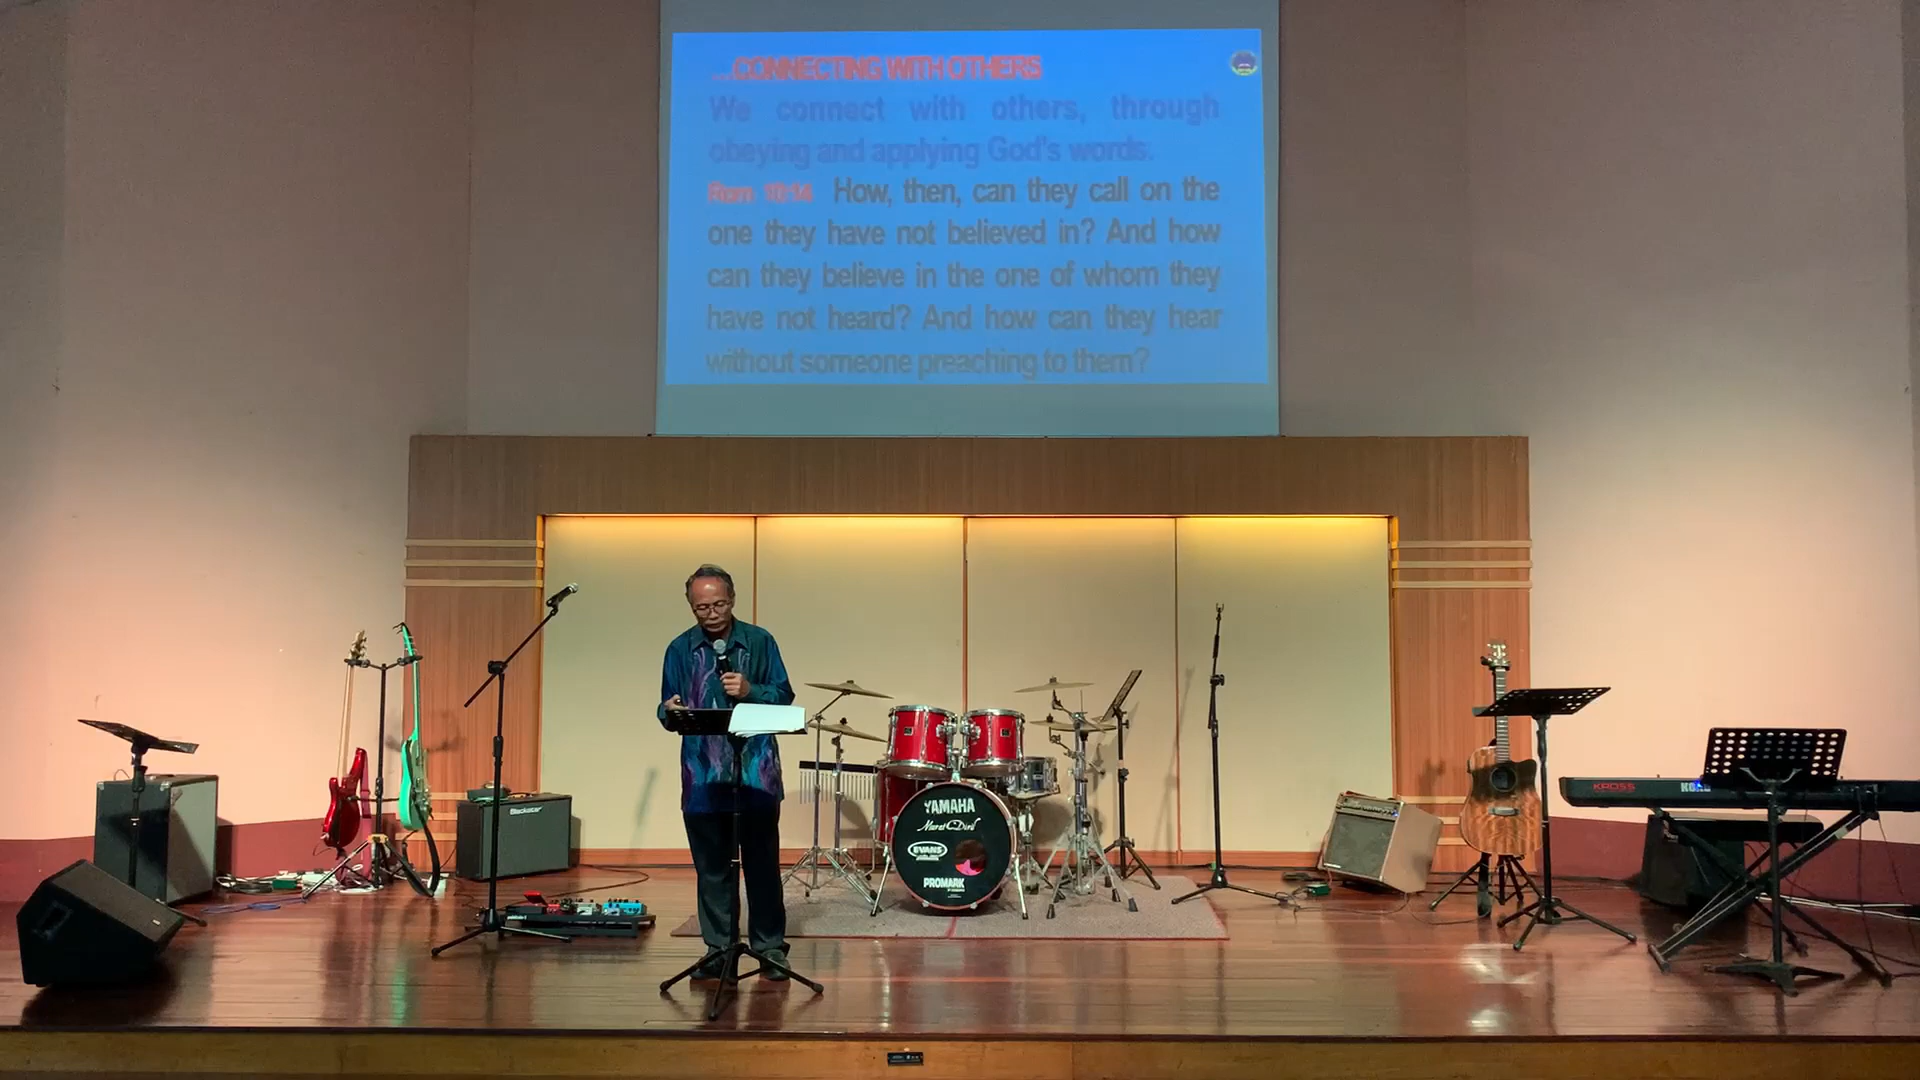 ...CONNECTING WITH OTHERS
We connect with others, through
obeying and applying God's words.
Rom 10:14 How, then, can they call on the
one they have not believed in? And how
can they believe in the one of whom they
have not heard? And how can they hear
without someone preaching to them?
Blackstar
YAMAHA
EVANS
PROMARK
KROSS
KORG